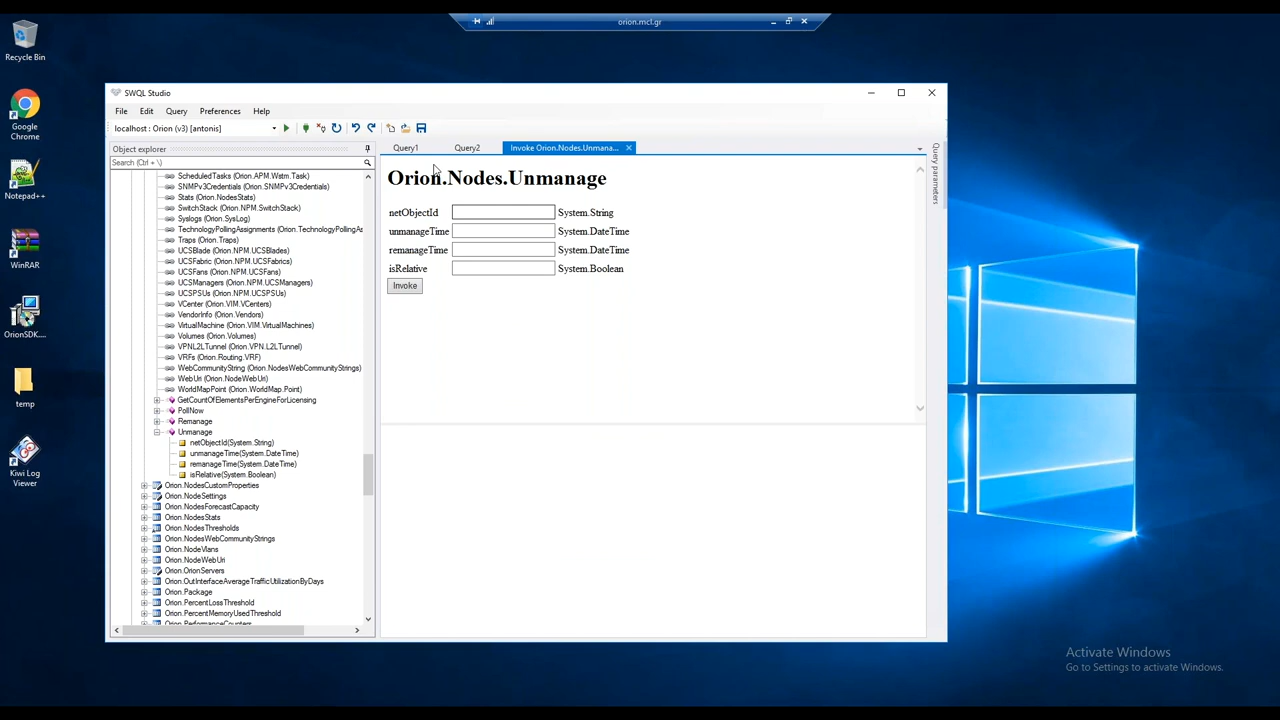 orion.mcl.gr
Recycle Bin
Google
Chrome
Notepad++
WinRAR
OrionSDK....
temp
Kiwi Log
Viewer
SWQL Studio
File Edit Query Preferences Help
localhost : Orion (v3) [antonis]
Object explorer
Search (Ctrl + \)
ScheduledTasks (Orion.APM.Wstm.Task)
SNMPv3Credentials (Orion.SNMPv3Credentials)
Stats (Orion.NodesStats)
SwitchStack (Orion.NPM.SwitchStack)
Syslogs (Orion.SysLog)
TechnologyPollingAssignments (Orion.TechnologyPollingAs
Traps (Orion.Traps)
UCSBlade (Orion.NPM.UCSBlades)
UCSFabric (Orion.NPM.UCSFabrics)
UCSFans (Orion.NPM.UCSFans)
UCSManagers (Orion.NPM.UCSManagers)
UCSPSUs (Orion.NPM.UCSPSUs)
VCenter (Orion.VIM.VCenters)
VendorInfo (Orion.Vendors)
VirtualMachine (Orion.VIM.VirtualMachines)
Volumes (Orion.Volumes)
VPNL2LTunnel (Orion.VPN.L2LTunnel)
VRFs (Orion.Routing.VRF)
WebCommunityString (Orion.NodesWebCommunityStrings)
WebUri (Orion.NodeWebUri)
WorldMapPoint (Orion.WorldMap.Point)
GetCountOfElementsPerEngineForLicensing
PollNow
Remanage
Unmanage
netObjectId(System.String)
unmanageTime(System.DateTime)
remanageTime(System.DateTime)
isRelative(System.Boolean)
Orion.NodesCustomProperties
Orion.NodeSettings
Orion.NodesForecastCapacity
Orion.NodesStats
Orion.NodesThresholds
Orion.NodesWebCommunityStrings
Orion.NodeVlans
Orion.NodeWebUri
Orion.OrionServers
Orion.OutInterfaceAverageTrafficUtilizationByDays
Orion.Package
Orion.PercentLossThreshold
Orion.PercentMemoryUsedThreshold
Orion.PerformanceCounters
Query1 Query2 Invoke Orion.Nodes.Unmana...
Orion.Nodes.Unmanage
netObjectId System.String
unmanageTime System.DateTime
remanageTime System.DateTime
isRelative System.Boolean
Invoke
Query parameters
Activate Windows
Go to Settings to activate Windows.